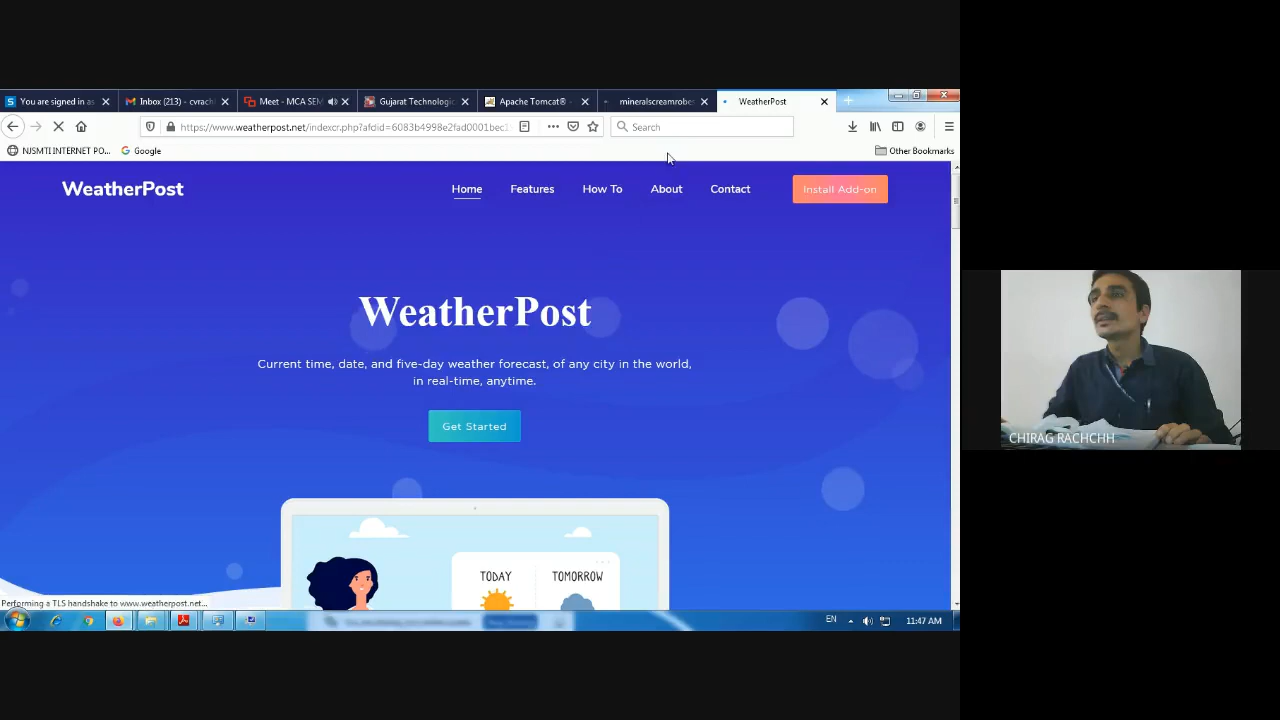 You are signed in as
Inbox (213) - cvrach
Meet - MCA SEM
Gujarat Technologic
Apache Tomcat® -
mineralscreamrobes
WeatherPost
https://www.weatherpost.net/indexcr.php?afdid=6083b4998e2fad0001bec1
Search
NJSMTI INTERNET PO...
Google
Other Bookmarks
WeatherPost
Home
Features
How To
About
Contact
Install Add-on
WeatherPost
Current time, date, and five-day weather forecast, of any city in the world,
in real-time, anytime.
Get Started
TODAY
TOMORROW
CHIRAG RACHCHH
Performing a TLS handshake to www.weatherpost.net...
EN
11:47 AM